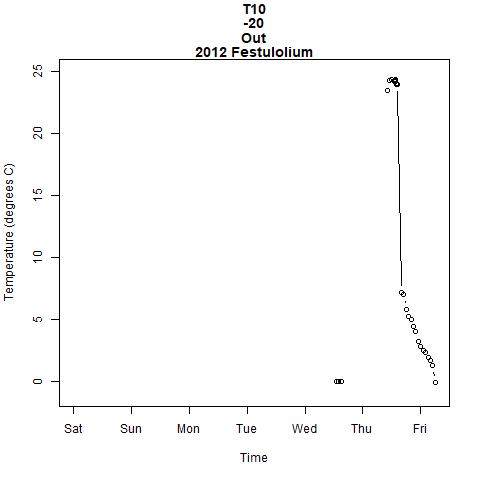 T10
-20
Out
2012 Festulolium
Temperature (degrees C)
25
20
15
10
5
0
Sat Sun Mon Tue Wed Thu Fri
Time